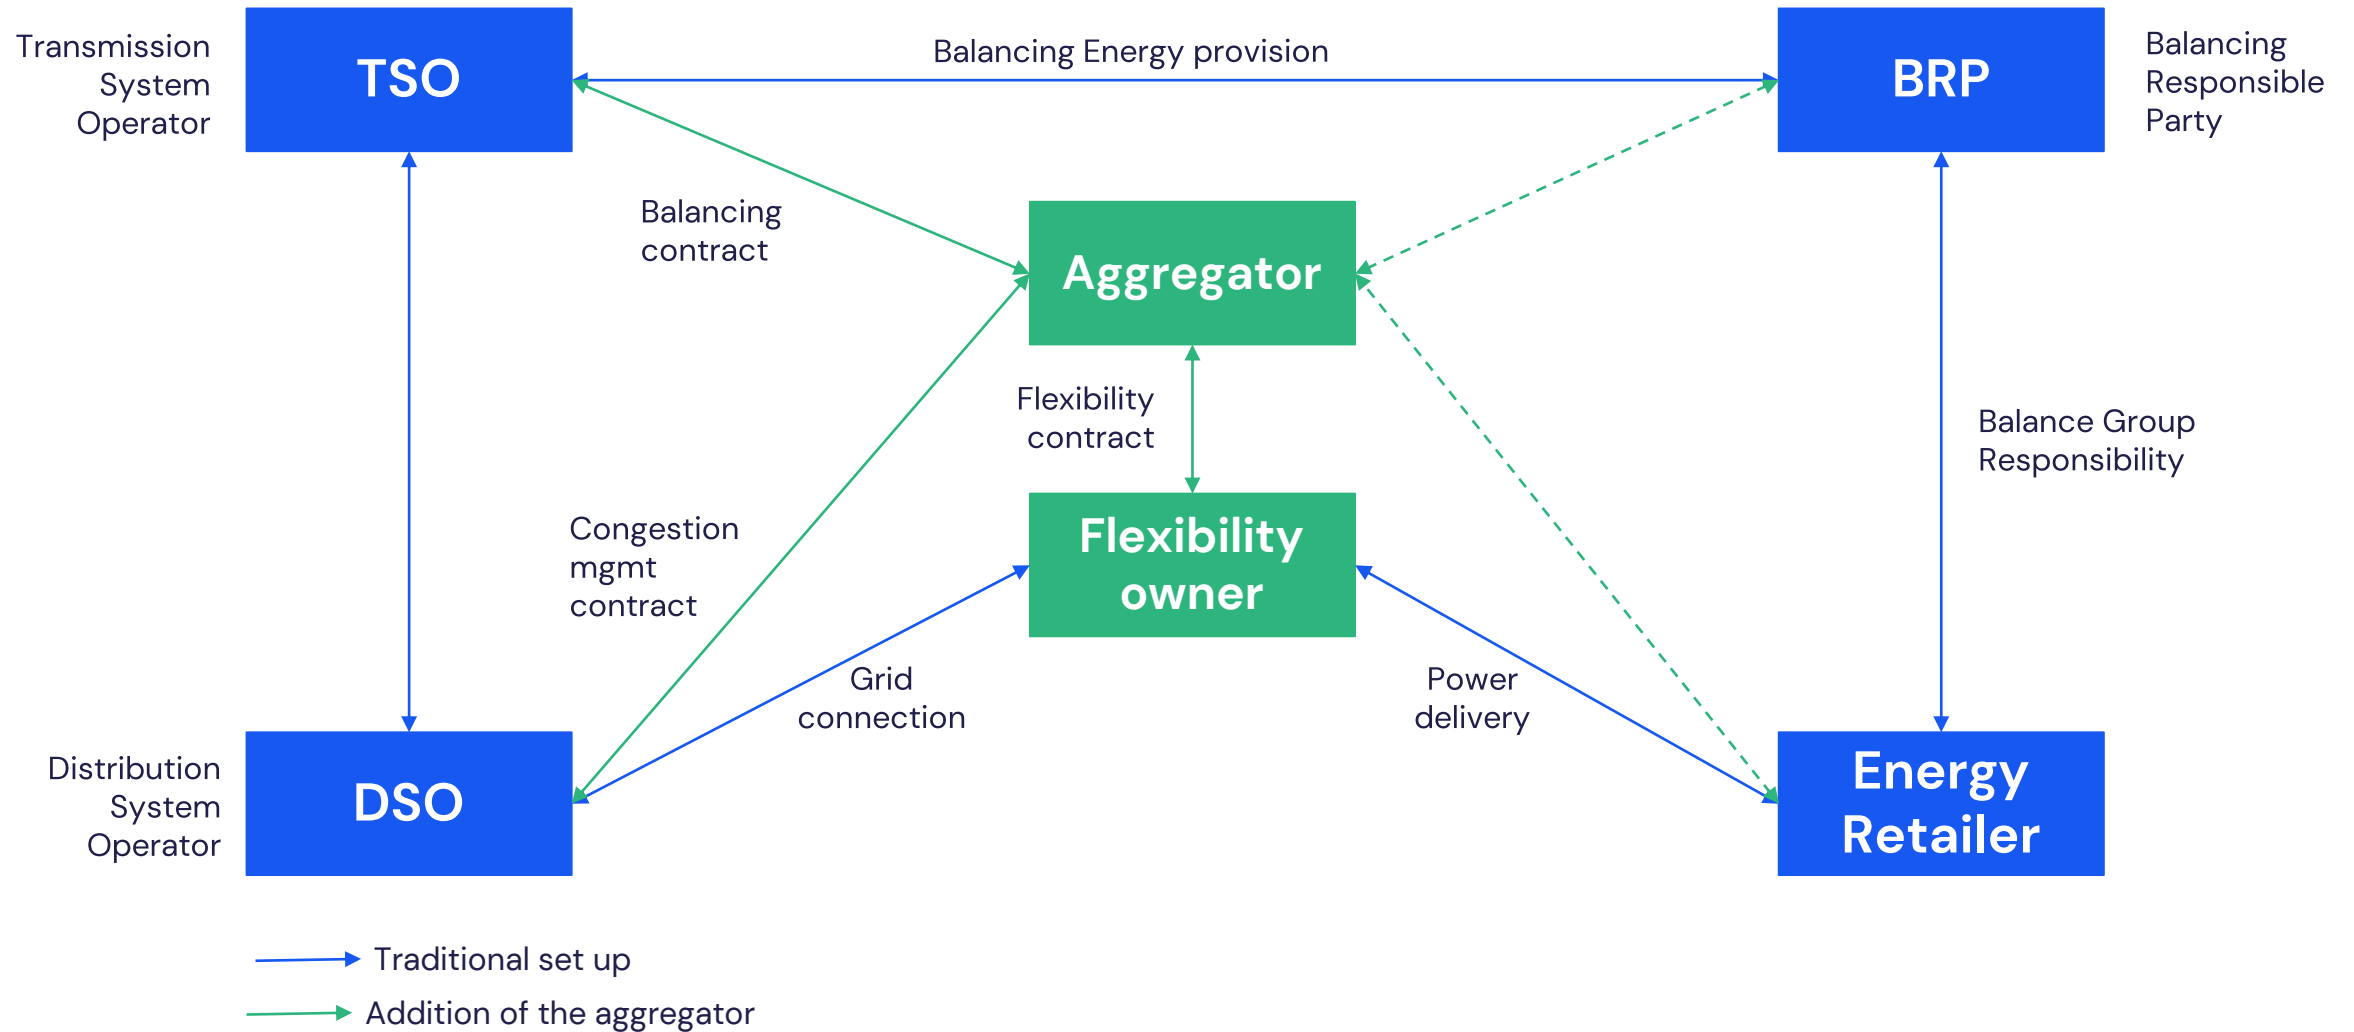 Transmission
System
Operator
TSO
Balancing Energy provision
BRP
Balancing
Responsible
Party
Balancing
contract
Aggregator
Flexibility
contract
Balance Group
Responsibility
Congestion
mgmt
contract
Flexibility
owner
Grid
connection
Power
delivery
Distribution
System
Operator
DSO
Energy
Retailer
Traditional set up
Addition of the aggregator